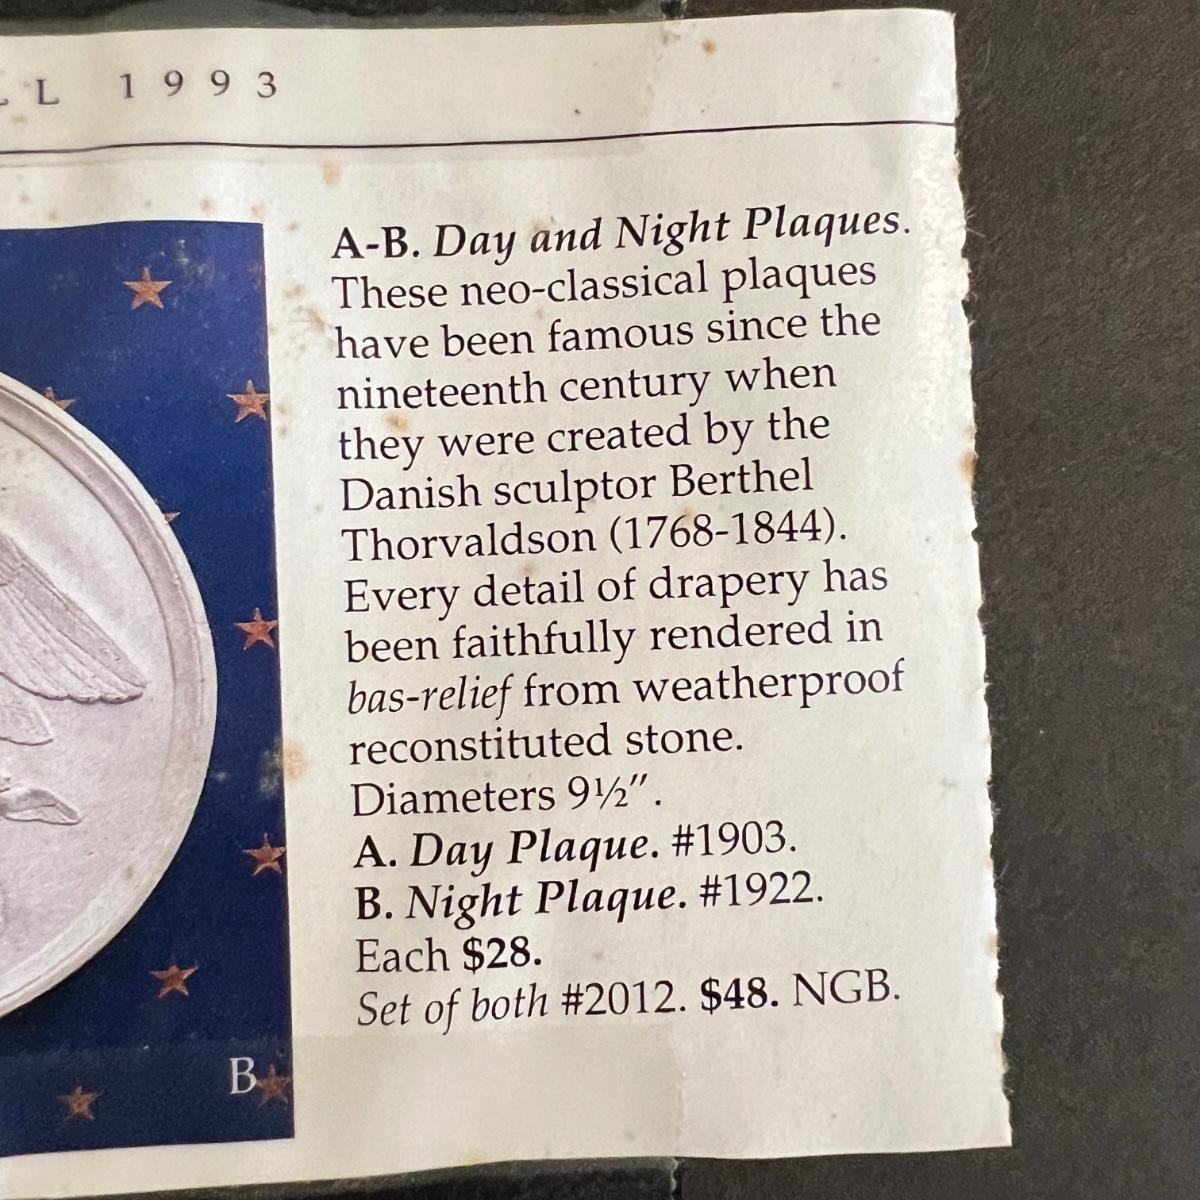 L 1993
A-B. Day and Night Plaques.
These neo-classical plaques
have been famous since the
nineteenth century when
they were created by the
Danish sculptor Berthel
Thorvaldson (1768-1844).
Every detail of drapery has
been faithfully rendered in
bas-relief from weatherproof
reconstituted stone.
Diameters 9½″.
A. Day Plaque. #1903.
B. Night Plaque. #1922.
Each $28.
Set of both #2012. $48. NGB.
B